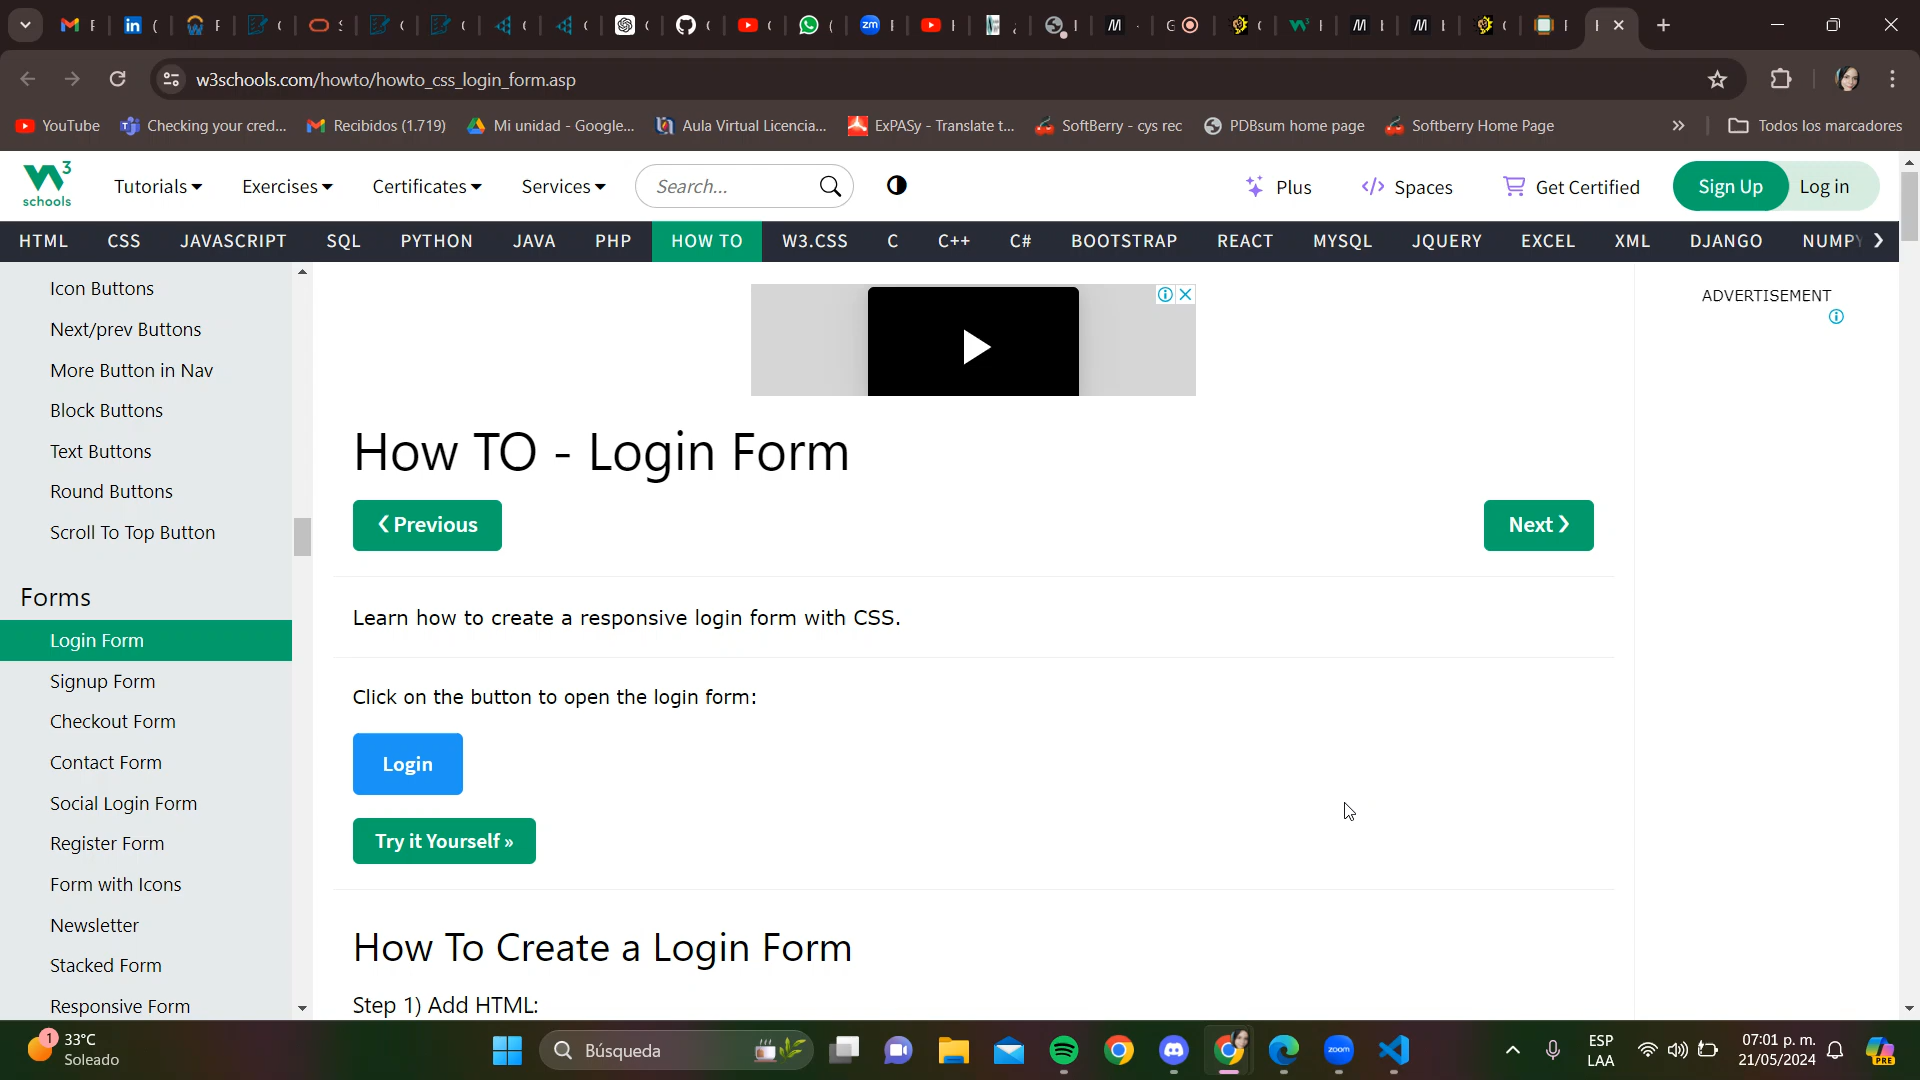 w3schools.com/howto/howto_css_login_form.asp
YouTube
Checking your cred...
Recibidos (1.719)
Mi unidad - Google...
Aula Virtual Licencia...
ExPASy - Translate t...
SoftBerry - cys rec
PDBsum home page
Softberry Home Page
»
Todos los marcadores
schools
Tutorials
Exercises
Certificates
Services
Search...
Plus
Spaces
Get Certified
Sign Up
Log in
HTML
CSS
JAVASCRIPT
SQL
PYTHON
JAVA
PHP
HOW TO
W3.CSS
C
C++
C#
BOOTSTRAP
REACT
MYSQL
JQUERY
EXCEL
XML
DJANGO
NUMPY
❯
Icon Buttons
Next/prev Buttons
More Button in Nav
Block Buttons
Text Buttons
Round Buttons
Scroll To Top Button
Forms
Login Form
Signup Form
Checkout Form
Contact Form
Social Login Form
Register Form
Form with Icons
Newsletter
Stacked Form
Responsive Form
ADVERTISEMENT
How TO - Login Form
❮ Previous
Next ❯
Learn how to create a responsive login form with CSS.
Click on the button to open the login form:
Login
Try it Yourself »
How To Create a Login Form
Step 1) Add HTML:
1
33°C
Soleado
Búsqueda
zoom
PRE
ESP
LAA
07:01 p. m.
21/05/2024